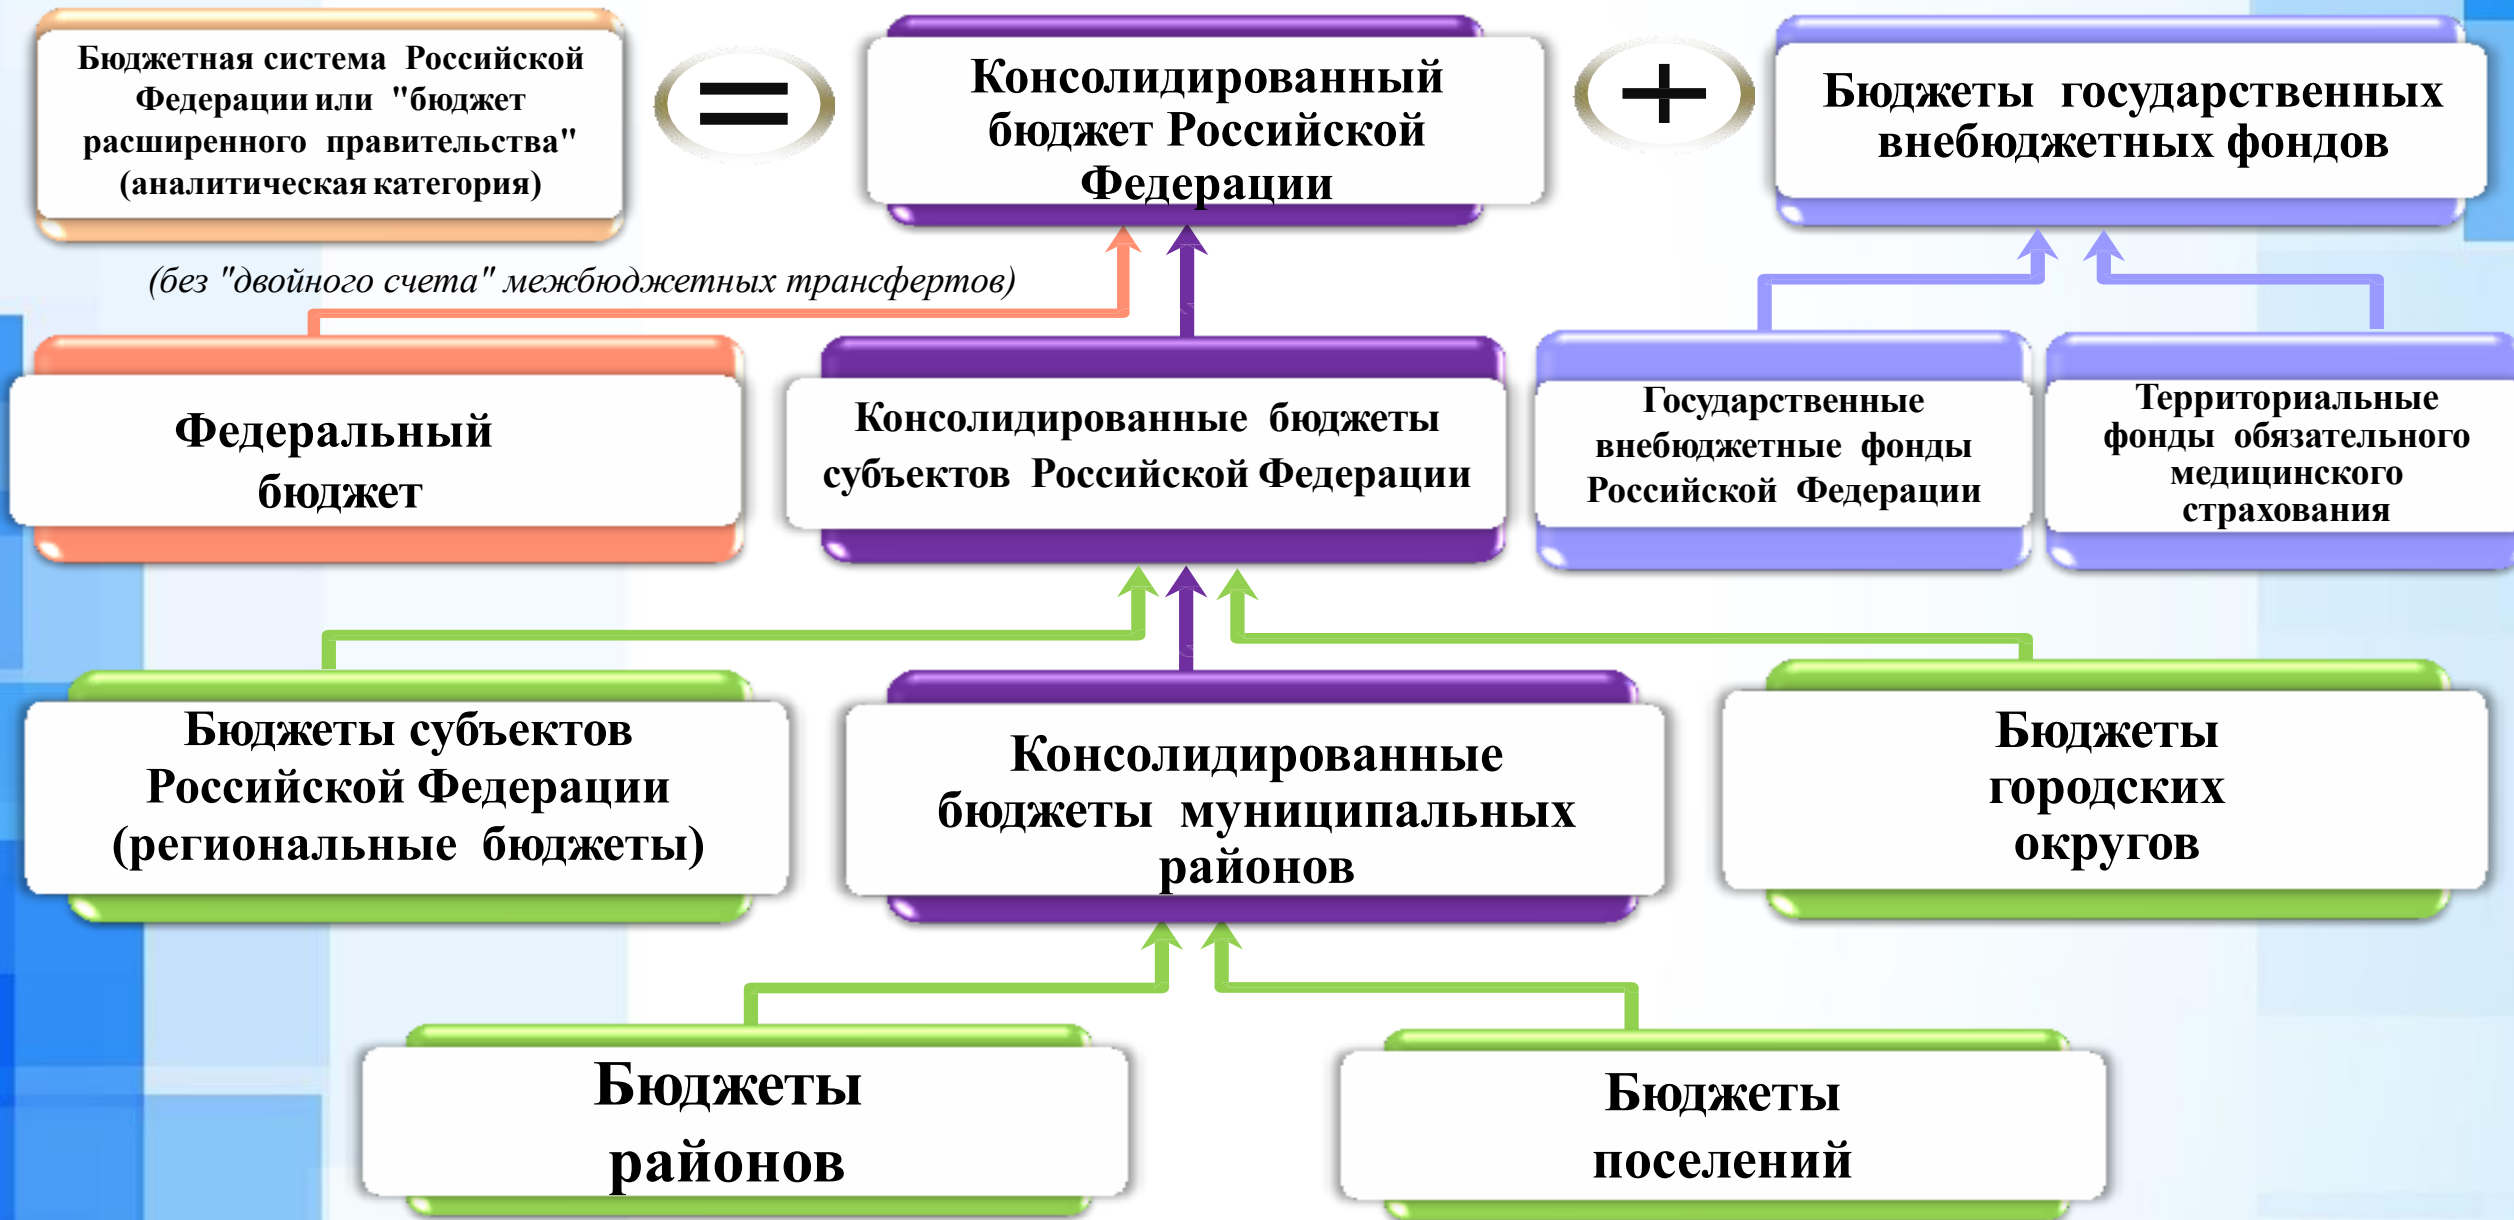 Бюджетная система Российской
Федерации или "бюджет
расширенного правительства"
(аналитическая категория)
=
Консолидированный
бюджет Российской
Федерации
+
Бюджеты государственных
внебюджетных фондов
(без "двойного счета" межбюджетных трансфертов)
Федеральный
бюджет
Консолидированные бюджеты
субъектов Российской Федерации
Государственные
внебюджетные фонды
Российской Федерации
Территориальные
фонды обязательного
медицинского
страхования
Бюджеты субъектов
Российской Федерации
(региональные бюджеты)
Консолидированные
бюджеты муниципальных
районов
Бюджеты
городских
округов
Бюджеты
районов
Бюджеты
поселений